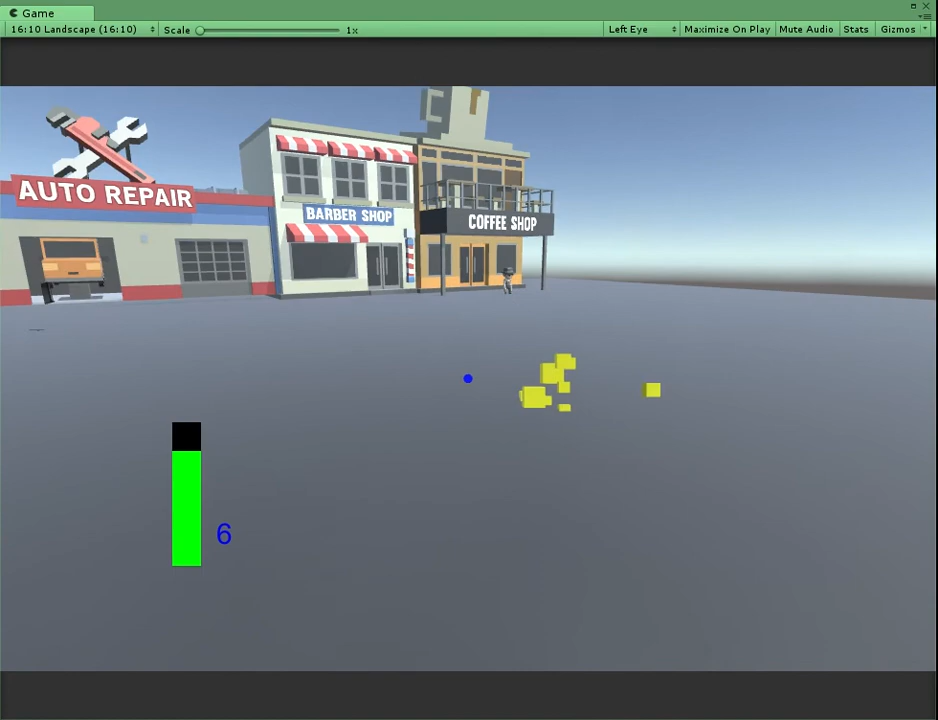 Game
16:10 Landscape (16:10) Scale 1x Left Eye Maximize On Play Mute Audio Stats Gizmos
AUTO REPAIR
BARBER SHOP
COFFEE SHOP
6